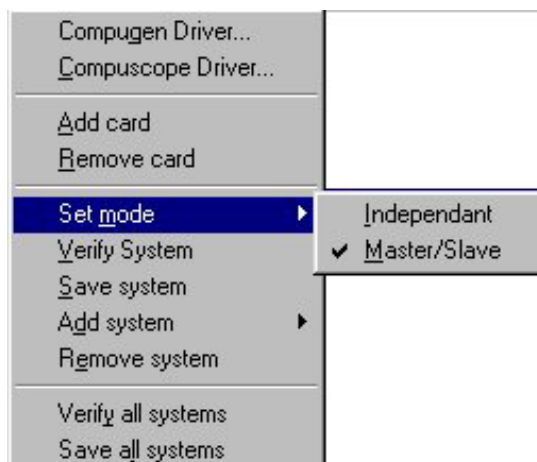 Compugen Driver...
Compuscope Driver...
Add card
Remove card
Set mode
Independant
Verify System
Master/Slave
Save system
Add system
Remove system
Verify all systems
Save all systems